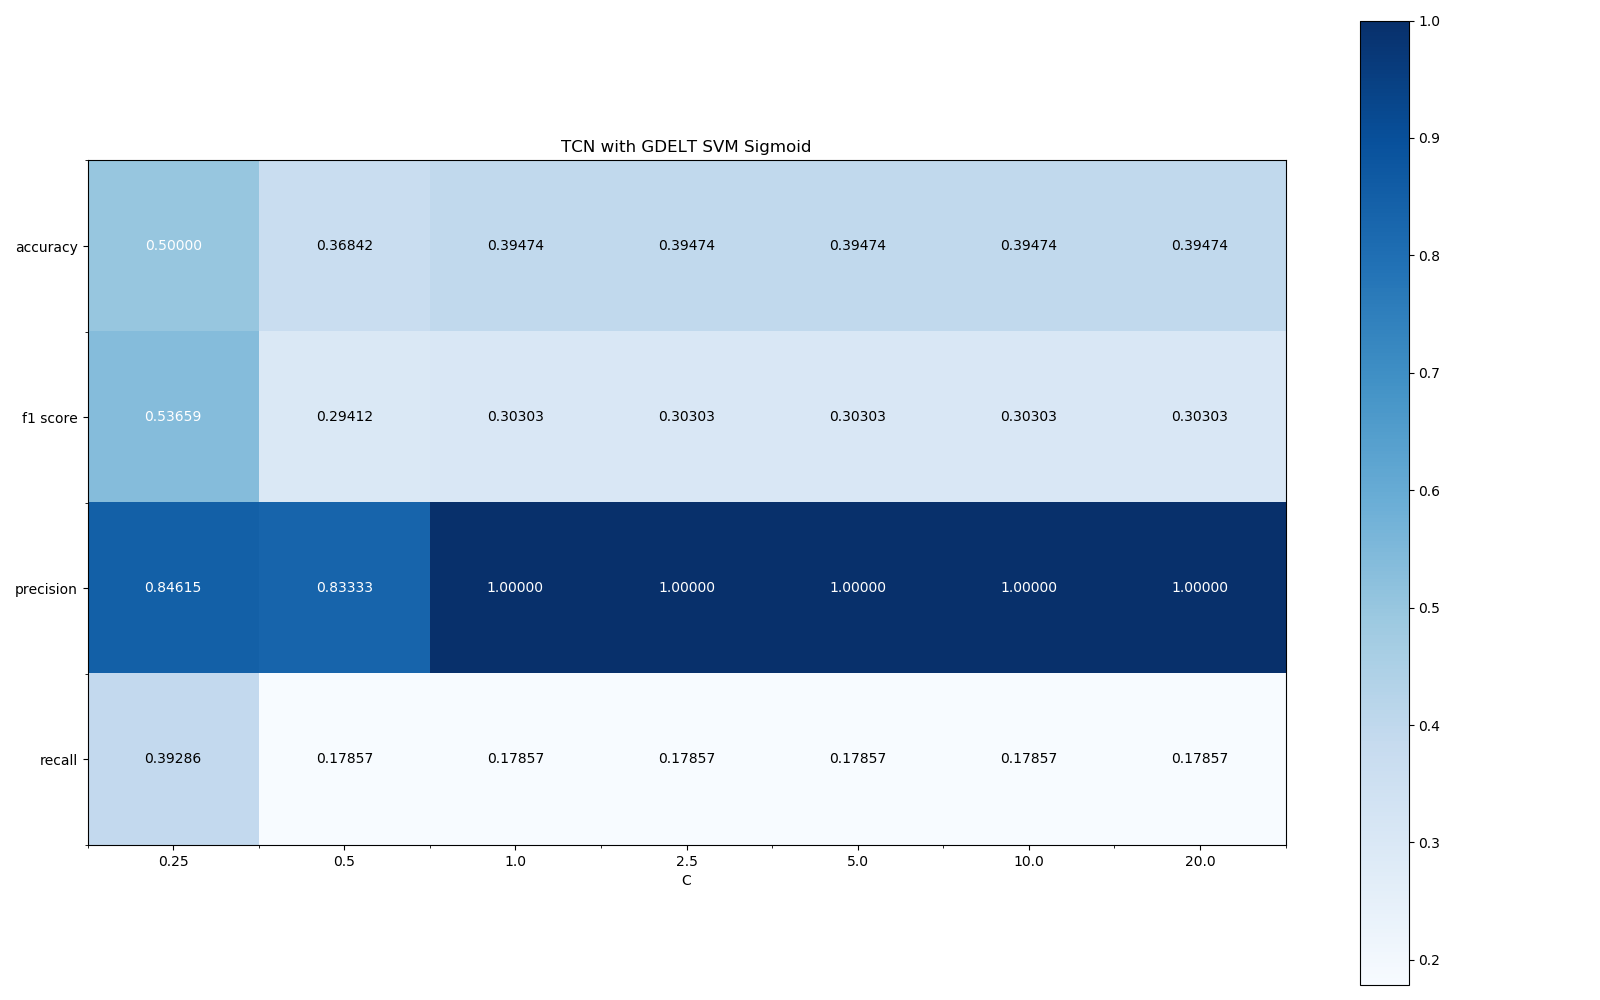 TCN with GDELT SVM Sigmoid
accuracy 0.50000 0.36842 0.39474 0.39474 0.39474 0.39474 0.39474
f1 score 0.53659 0.29412 0.30303 0.30303 0.30303 0.30303 0.30303
precision 0.84615 0.83333 1.00000 1.00000 1.00000 1.00000 1.00000
recall 0.39286 0.17857 0.17857 0.17857 0.17857 0.17857 0.17857
0.25 0.5 1.0 2.5 5.0 10.0 20.0
C
1.0
0.9
0.8
0.7
0.6
0.5
0.4
0.3
0.2